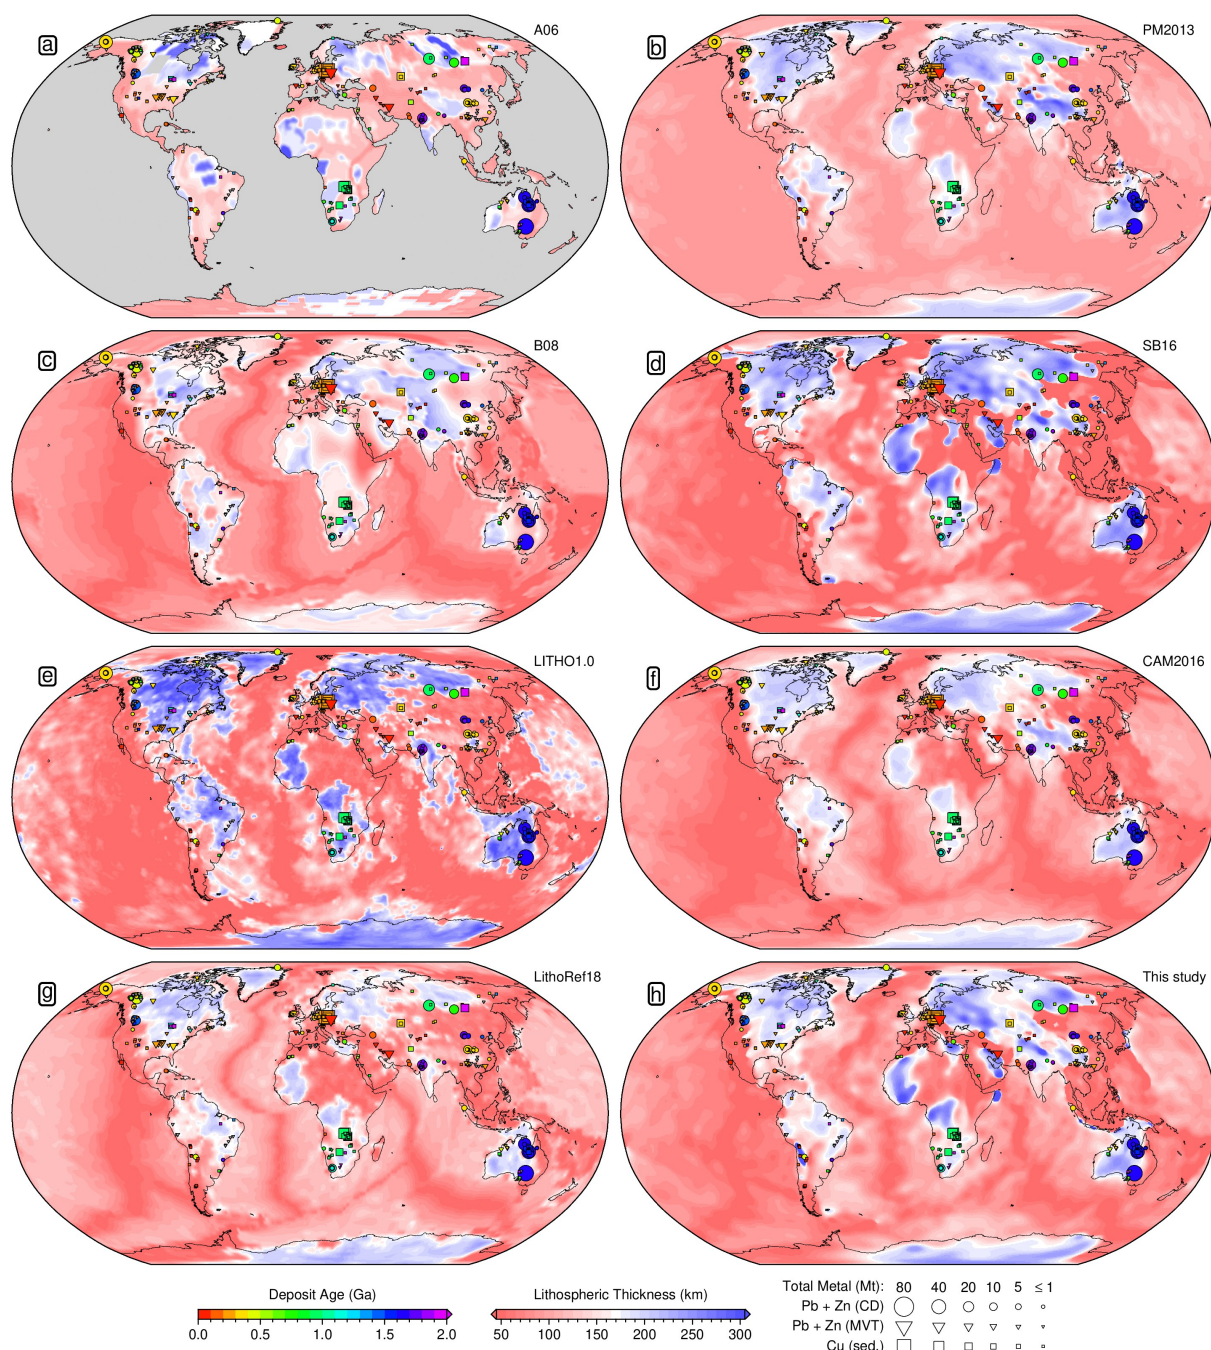 a
A06
b
PM2013
c
B08
d
SB16
e
LITHO1.0
f
CAM2016
g
LithoRef18
h
This study
Deposit Age (Ga)
0.0 0.5 1.0 1.5 2.0
Lithospheric Thickness (km)
50 100 150 200 250 300
Total Metal (Mt): 80 40 20 10 5 ≤ 1
Pb + Zn (CD)
Pb + Zn (MVT)
Cu (sed.)